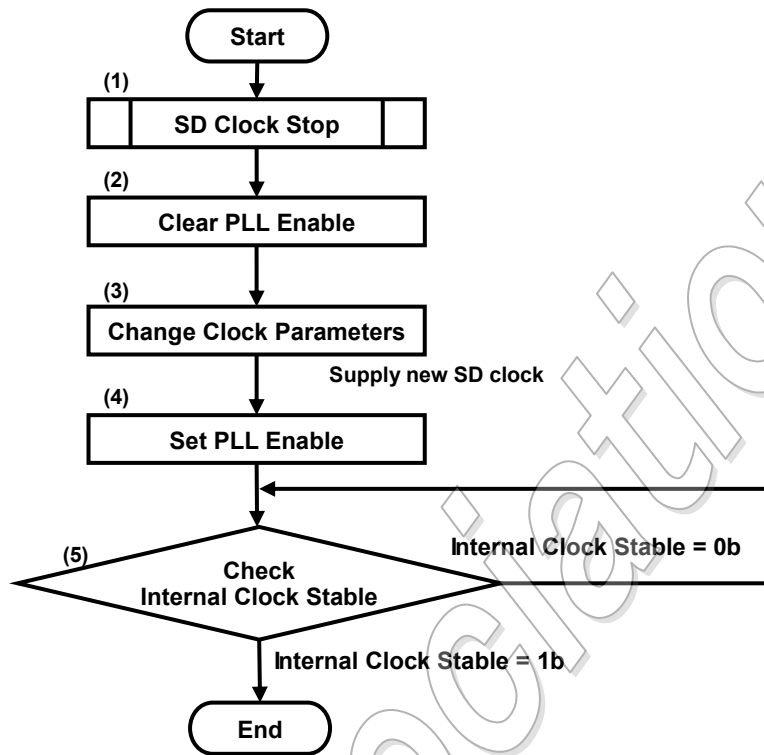 Start
(1)
SD Clock Stop
(2)
Clear PLL Enable
(3)
Change Clock Parameters
Supply new SD clock
(4)
Set PLL Enable
(5)
Internal Clock Stable = 0b
Check
Internal Clock Stable
Internal Clock Stable = 1b
End
ociatio